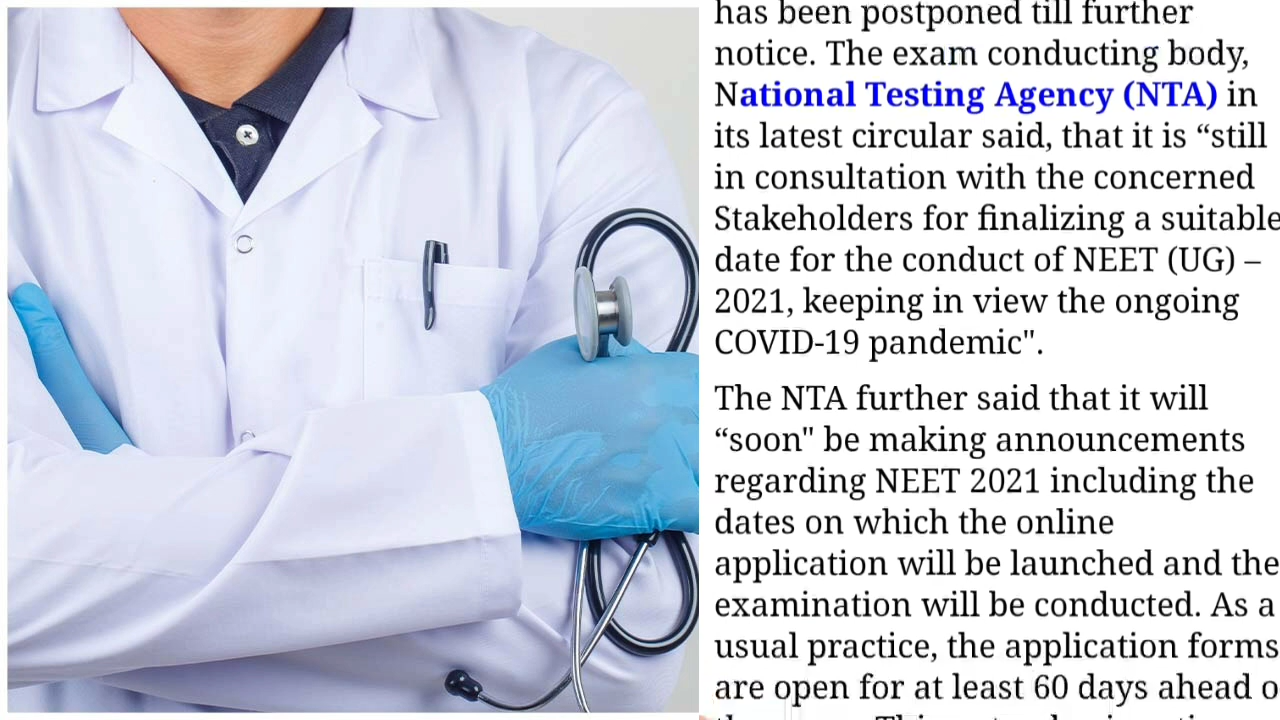 has been postponed till further
notice. The exam conducting body,
National Testing Agency (NTA) in
its latest circular said, that it is “still
in consultation with the concerned
Stakeholders for finalizing a suitable
date for the conduct of NEET (UG) –
2021, keeping in view the ongoing
COVID-19 pandemic".
The NTA further said that it will
“soon" be making announcements
regarding NEET 2021 including the
dates on which the online
application will be launched and the
examination will be conducted. As a
usual practice, the application forms
are open for at least 60 days ahead o